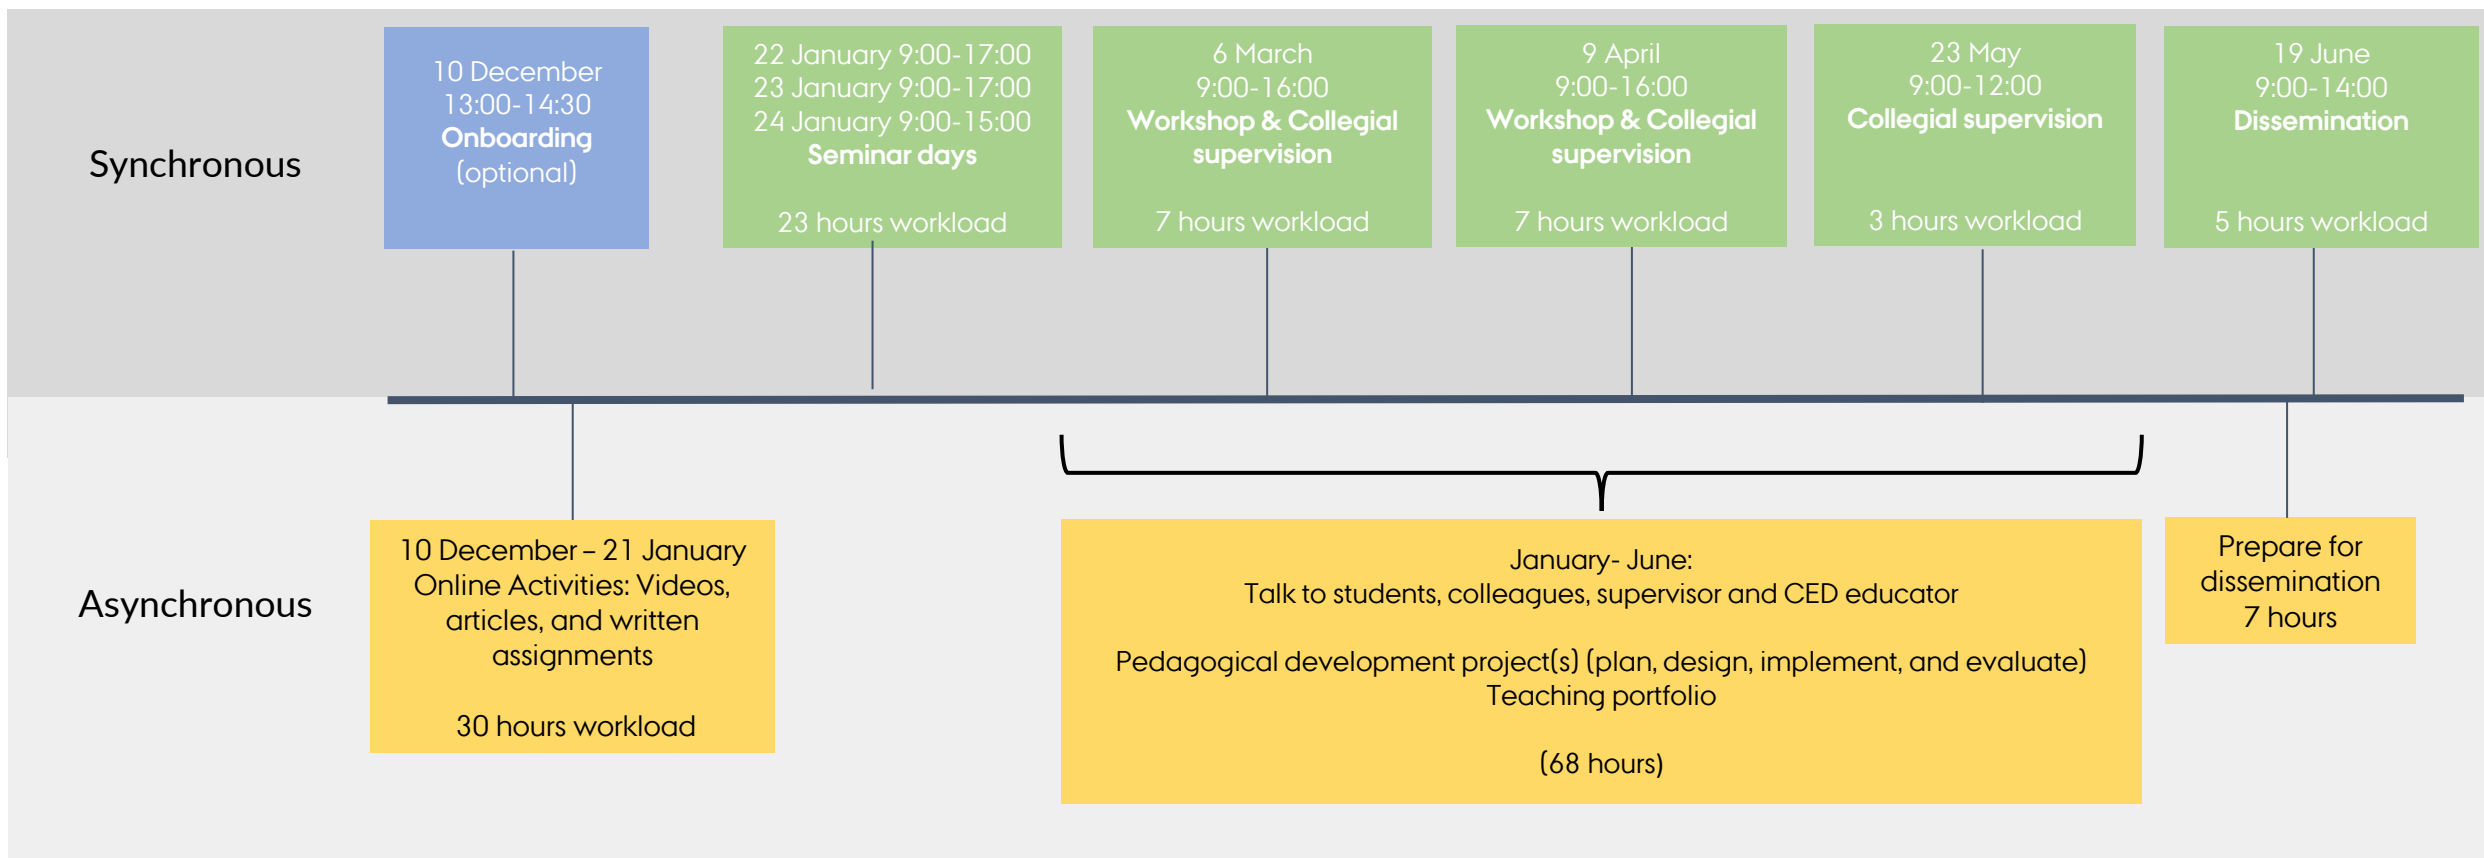 Synchronous
10 December
13:00-14:30
Onboarding
(optional)
22 January 9:00-17:00
23 January 9:00-17:00
24 January 9:00-15:00
Seminar days
23 hours workload
6 March
9:00-16:00
Workshop & Collegial
supervision
7 hours workload
9 April
9:00-16:00
Workshop & Collegial
supervision
7 hours workload
23 May
9:00-12:00
Collegial supervision
3 hours workload
19 June
9:00-14:00
Dissemination
5 hours workload
Asynchronous
10 December – 21 January
Online Activities: Videos,
articles, and written
assignments
30 hours workload
January- June:
Talk to students, colleagues, supervisor and CED educator
Pedagogical development project(s) (plan, design, implement, and evaluate)
Teaching portfolio
(68 hours)
Prepare for
dissemination
7 hours